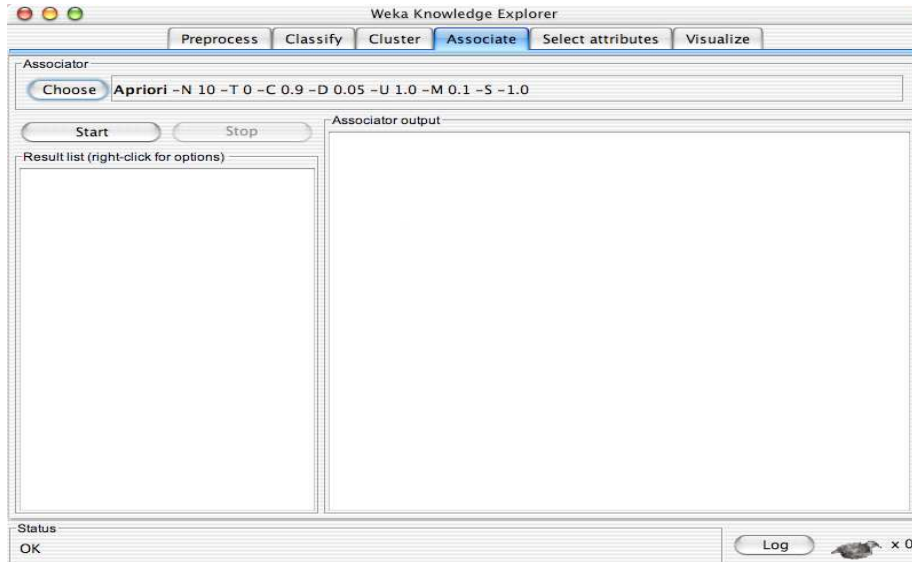 Weka Knowledge Explorer
Preprocess Classify Cluster Associate Select attributes Visualize
Associator
Choose Apriori -N 10 -T 0 -C 0.9 -D 0.05 -U 1.0 -M 0.1 -S -1.0
Start Stop
Associator output
Result list (right-click for options)
Status
OK
Log x 0